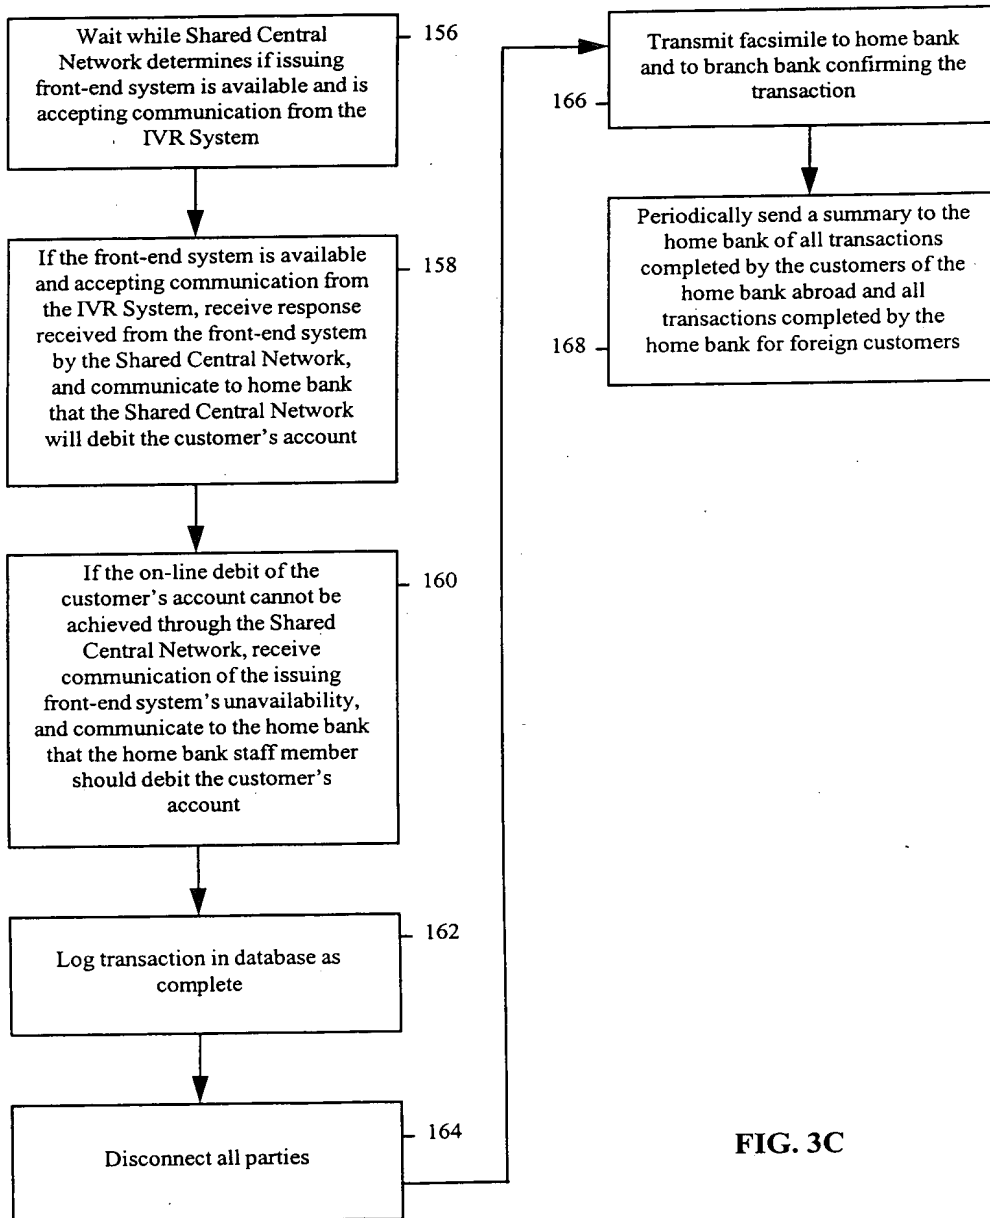 Wait while Shared Central
Network determines if issuing
front-end system is available and is
accepting communication from the
IVR System
156
If the front-end system is available
and accepting communication from
the IVR System, receive response
received from the front-end system
by the Shared Central Network,
and communicate to home bank
that the Shared Central Network
will debit the customer's account
158
If the on-line debit of the
customer's account cannot be
achieved through the Shared
Central Network, receive
communication of the issuing
front-end system's unavailability,
and communicate to the home bank
that the home bank staff member
should debit the customer's
account
160
Log transaction in database as
complete
162
Disconnect all parties
164
Transmit facsimile to home bank
and to branch bank confirming the
transaction
166
Periodically send a summary to the
home bank of all transactions
completed by the customers of the
home bank abroad and all
transactions completed by the
home bank for foreign customers
168
FIG. 3C